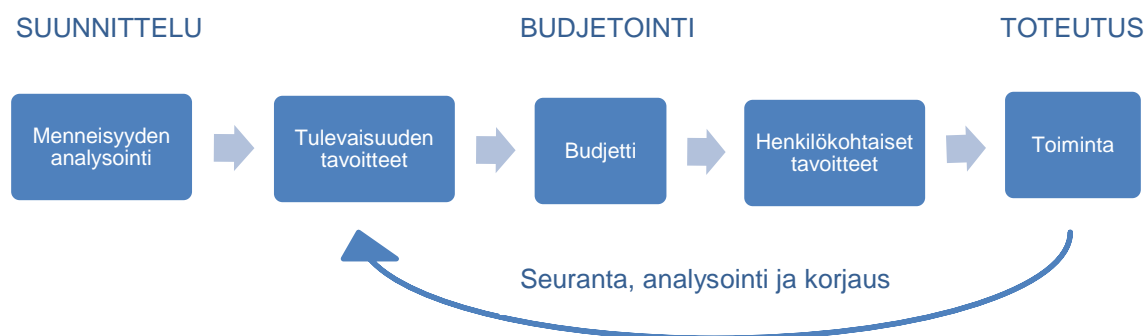 SUUNNITTELU
BUDJETOINTI
TOTEUTUS
Menneisyyden
analysointi
Tulevaisuuden
tavoitteet
Budjetti
Henkilökohtaiset
tavoitteet
Toiminta
Seuranta, analysointi ja korjaus